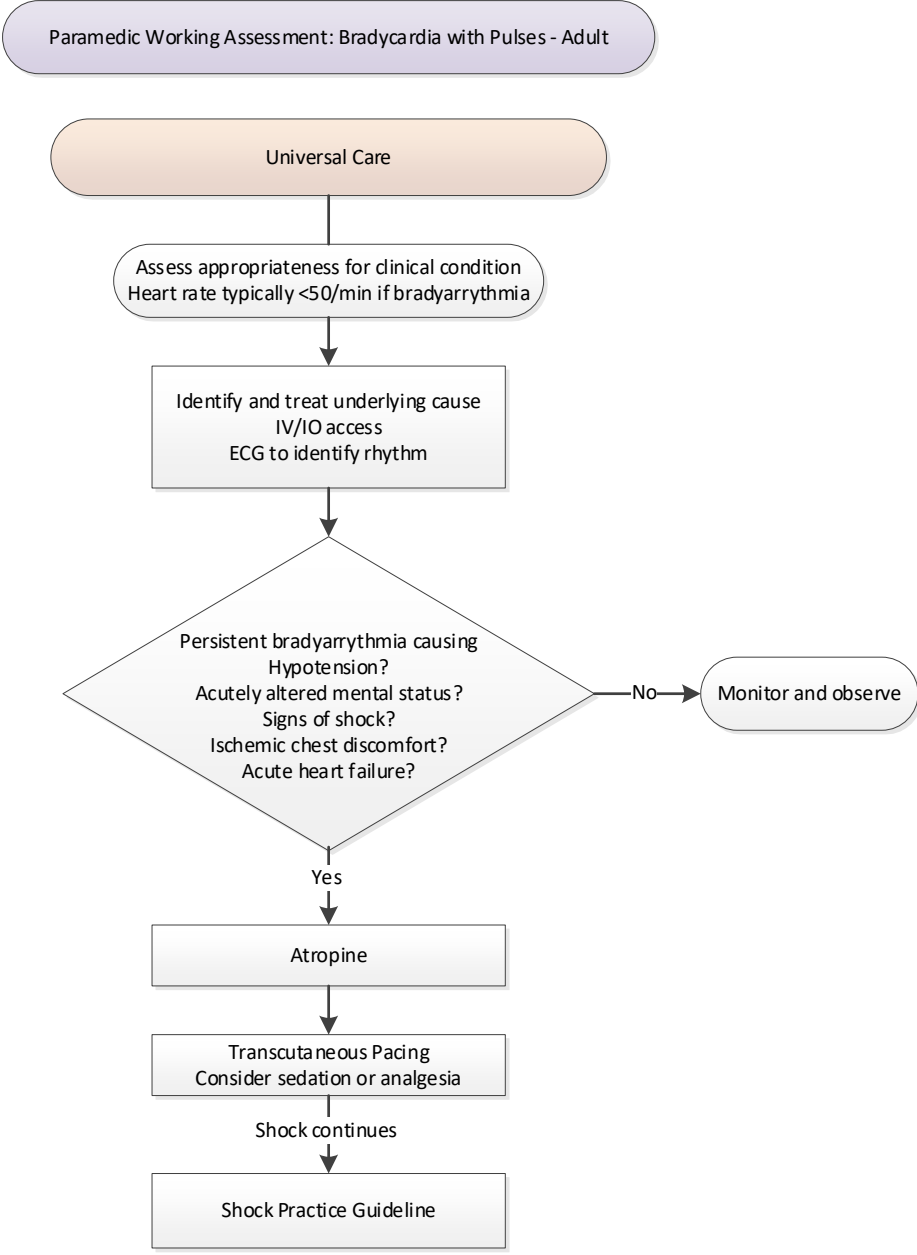 Paramedic Working Assessment: Bradycardia with Pulses - Adult
Universal Care
Assess appropriateness for clinical condition
Heart rate typically <50/min if bradyarrythmia
Identify and treat underlying cause
IV/IO access
ECG to identify rhythm
Persistent bradyarrythmia causing
Hypotension?
Acutely altered mental status?
Signs of shock?
Ischemic chest discomfort?
Acute heart failure?
No
Monitor and observe
Yes
Atropine
Transcutaneous Pacing
Consider sedation or analgesia
Shock continues
Shock Practice Guideline